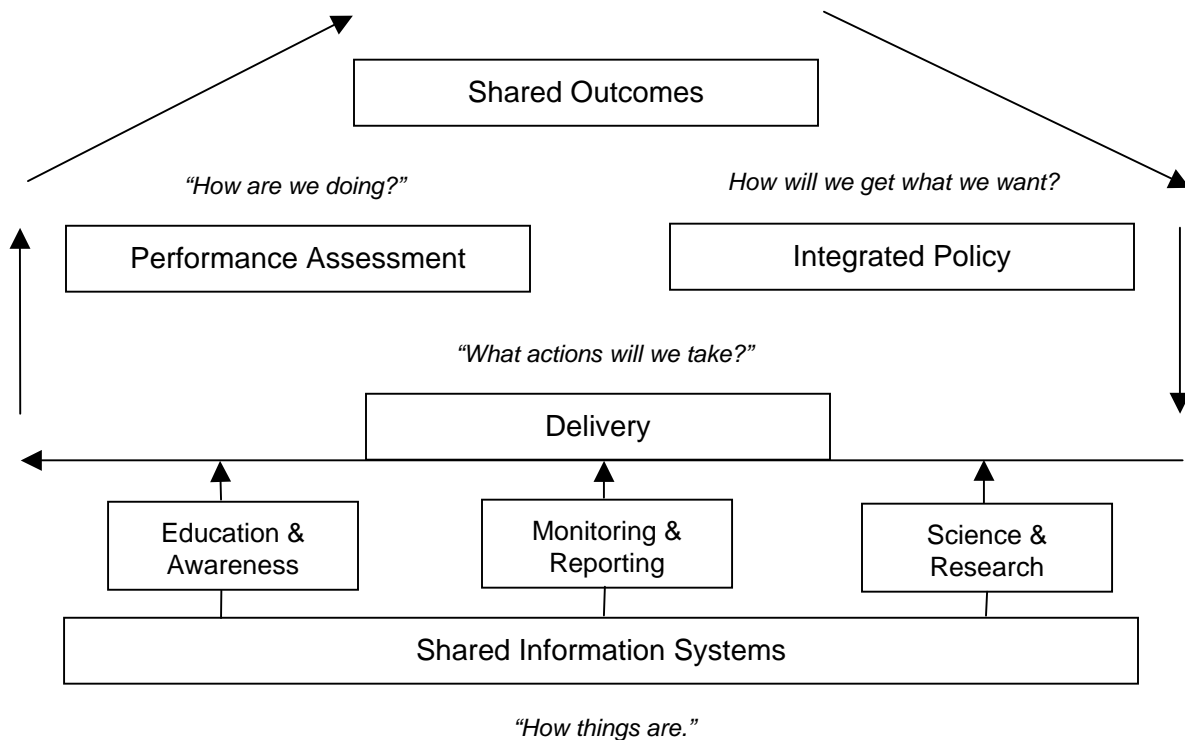 Shared Outcomes
“How are we doing?”
How will we get what we want?
Performance Assessment
Integrated Policy
“What actions will we take?”
Delivery
Education &
Awareness
Monitoring &
Reporting
Science &
Research
Shared Information Systems
“How things are.”